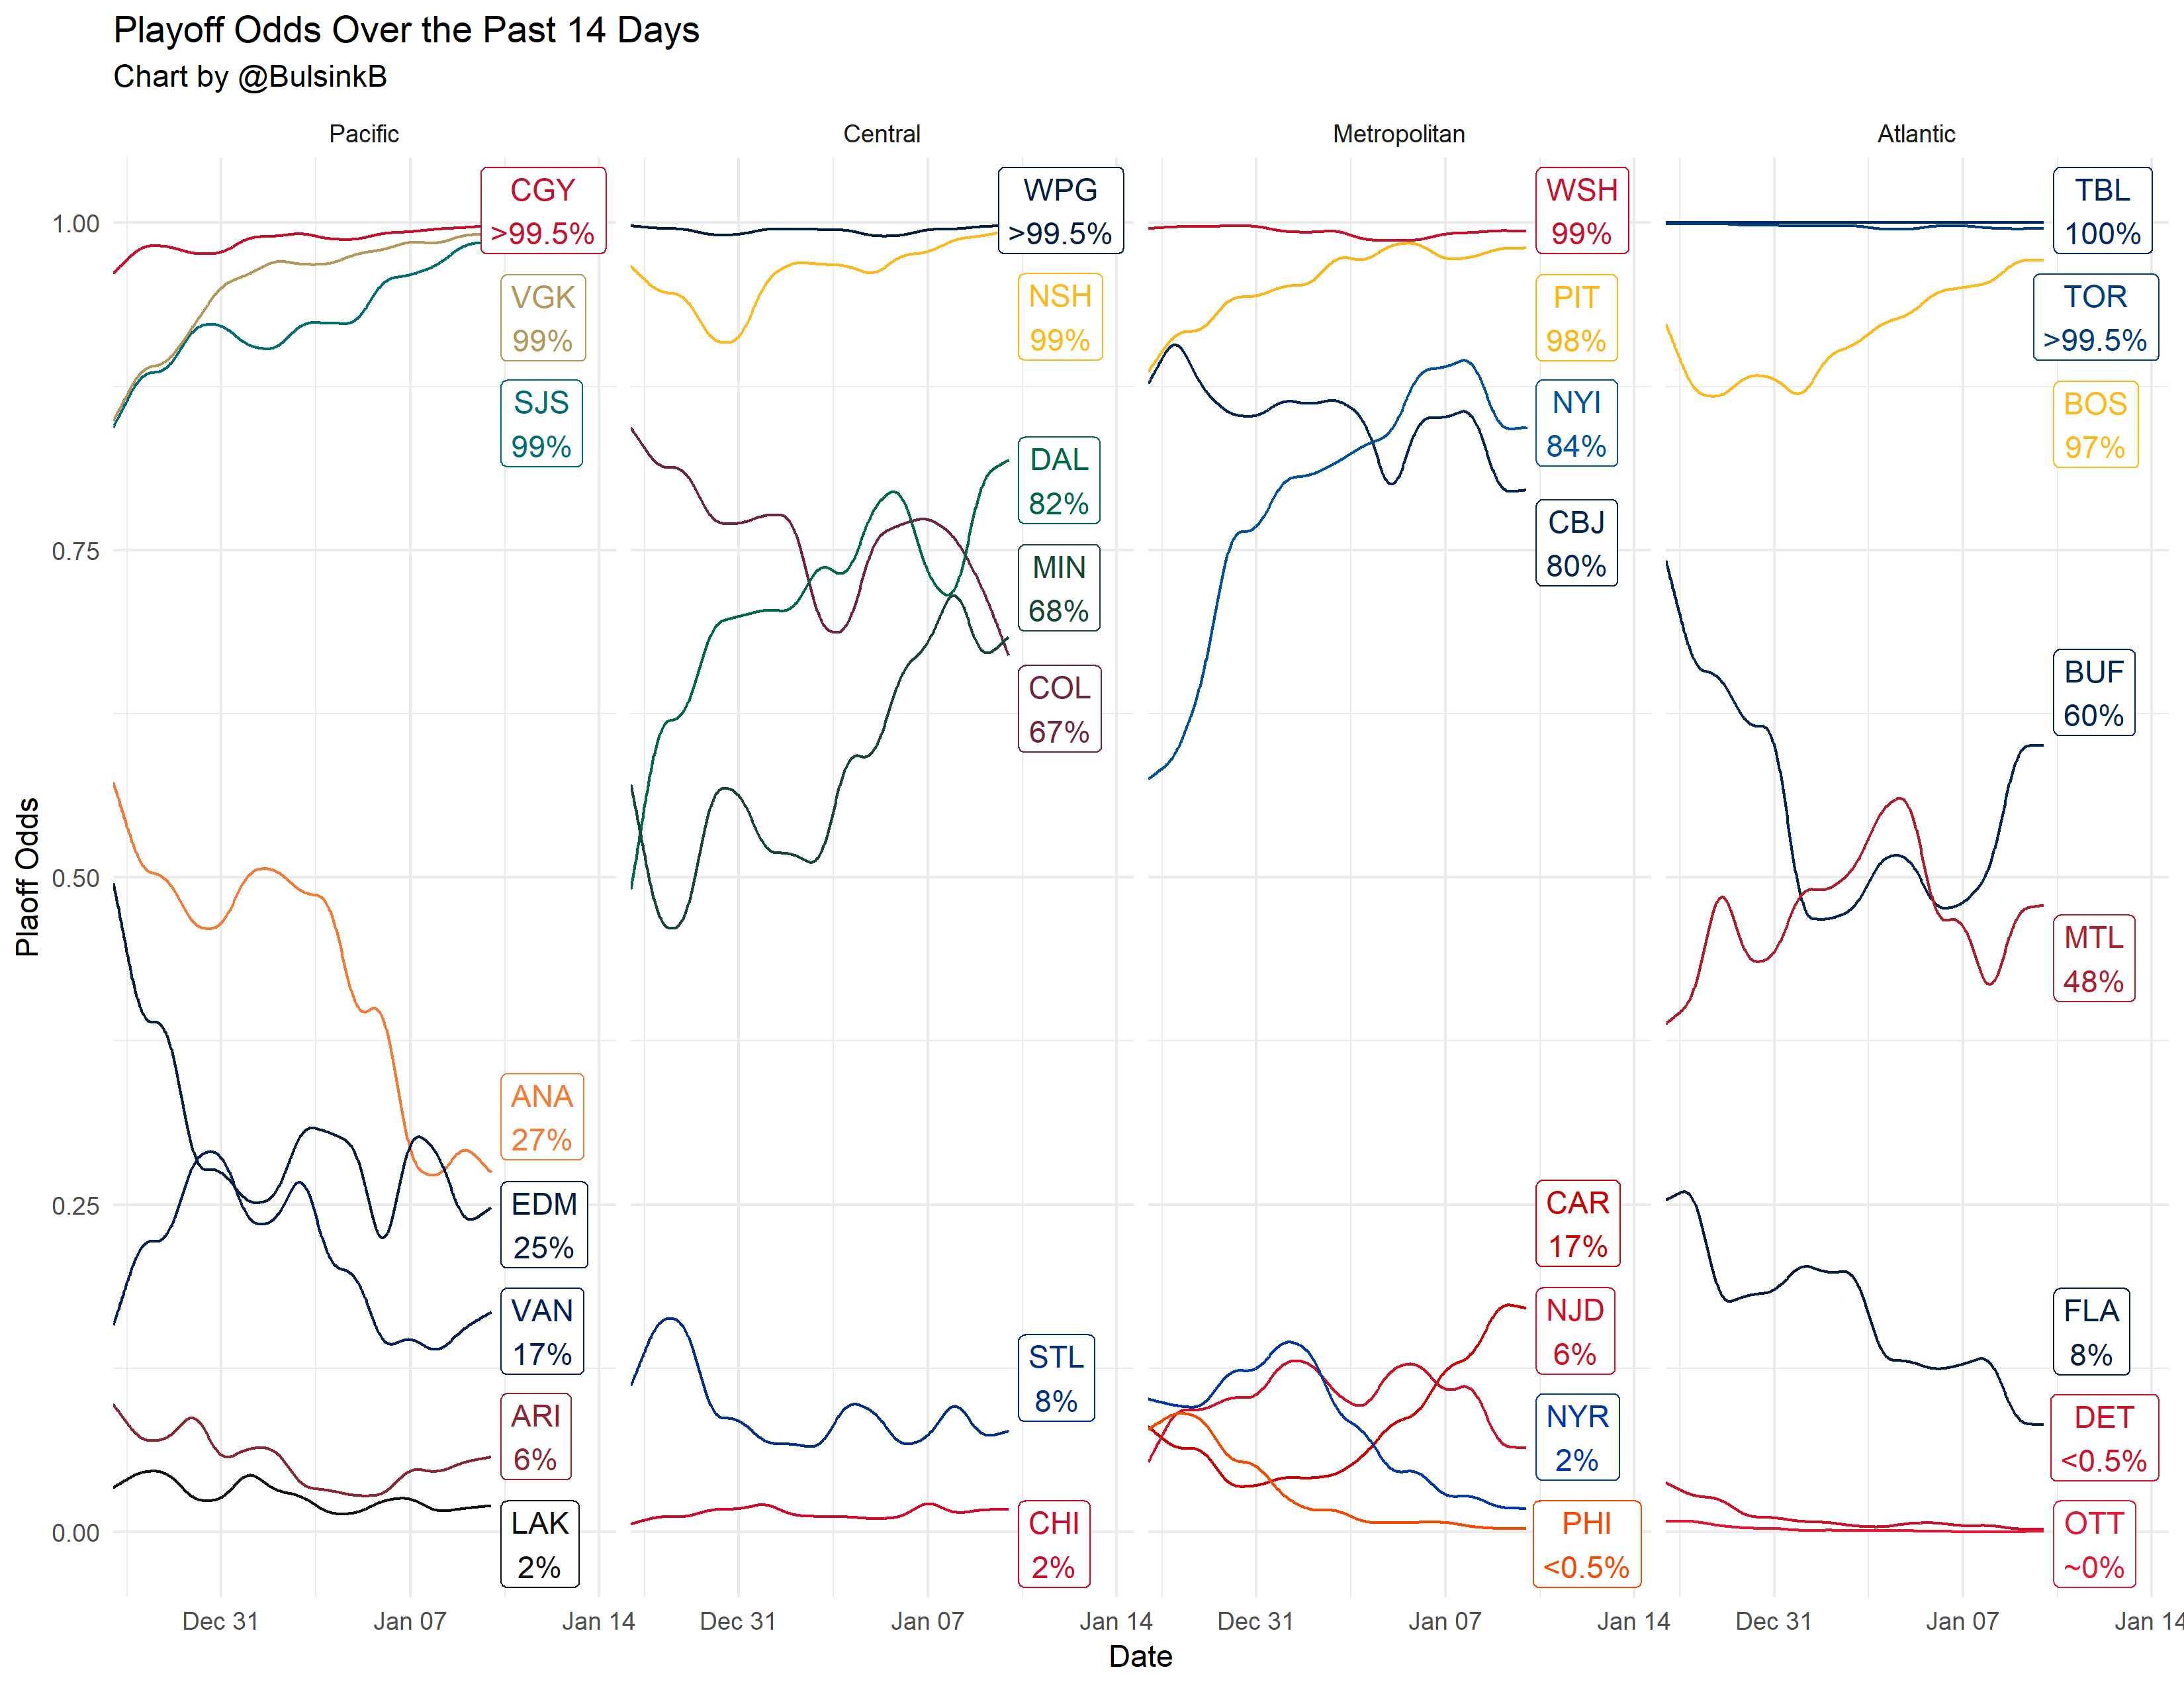 Playoff Odds Over the Past 14 Days
Chart by @BulsinkB
Pacific
Central
Metropolitan
Atlantic
Plaoff Odds
1.00
0.75
0.50
0.25
0.00
CGY
>99.5%
VGK
99%
SJS
99%
ANA
27%
EDM
25%
VAN
17%
ARI
6%
LAK
2%
WPG
>99.5%
NSH
99%
DAL
82%
MIN
68%
COL
67%
STL
8%
CHI
2%
WSH
99%
PIT
98%
NYI
84%
CBJ
80%
CAR
17%
NJD
6%
NYR
2%
PHI
<0.5%
TBL
100%
TOR
>99.5%
BOS
97%
BUF
60%
MTL
48%
FLA
8%
DET
<0.5%
OTT
~0%
Dec 31 Jan 07 Jan 14
Dec 31 Jan 07 Jan 14
Dec 31 Jan 07 Jan 14
Dec 31 Jan 07 Jan 14
Date